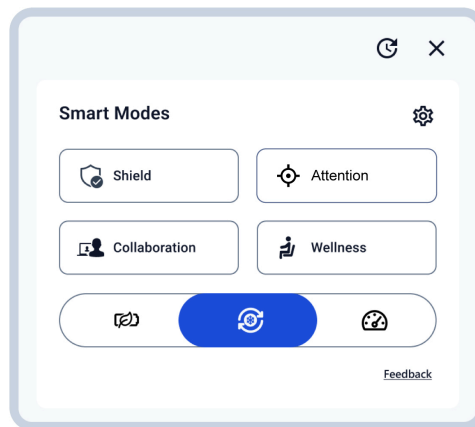 Smart Modes
Shield
Attention
Collaboration
Wellness
Feedback